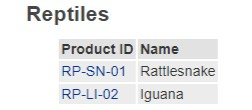 Reptiles
Product ID Name
RP-SN-01 Rattlesnake
RP-LI-02 Iguana